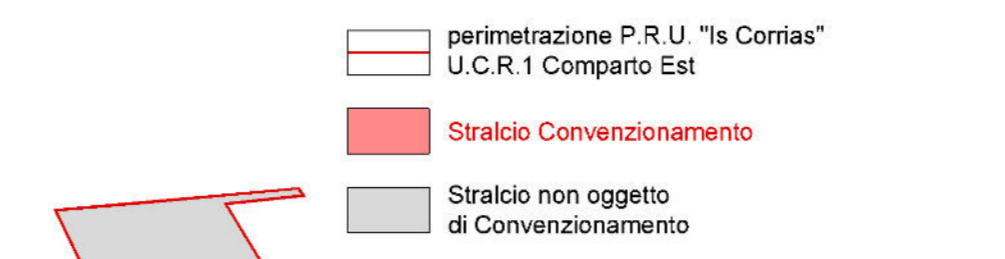 perimetrazione P.R.U. "Is Corrias"
U.C.R.1 Comparto Est
Stralcio Convenzionamento
Stralcio non oggetto
di Convenzionamento